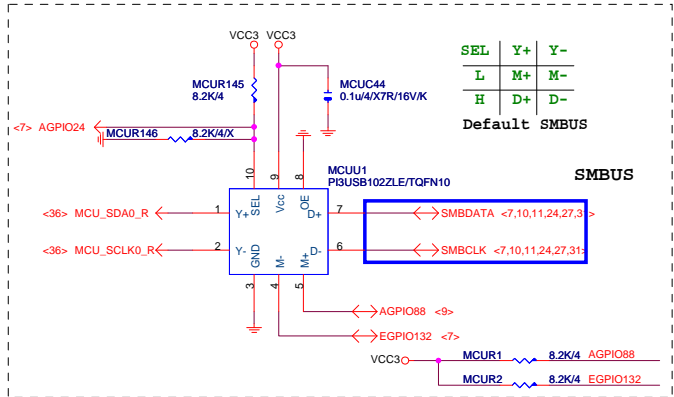 VCC3 VCC3
SEL Y+ Y-
L M+ M-
H D+ D-
Default SMBUS
MCUR145
8.2K/4
MCUC44
0.1u/4/X7R/16V/K
<7> AGPIO24
MCUR146 8.2K/4/X
MCUU1
PI3USB102ZLE/TQFN10
SMBUS
10 9 8
SEL Vcc OE
<36> MCU_SDA0_R 1 Y+ D+ 7 SMBDATA <7,10,11,24,27,31>
<36> MCU_SCLK0_R 2 Y- D- 6 SMBCLK <7,10,11,24,27,31>
GND M- M+
3 4 5
AGPIO88 <9>
EGPIO132 <7>
VCC3 MCUR1 8.2K/4 AGPIO88
MCUR2 8.2K/4 EGPIO132